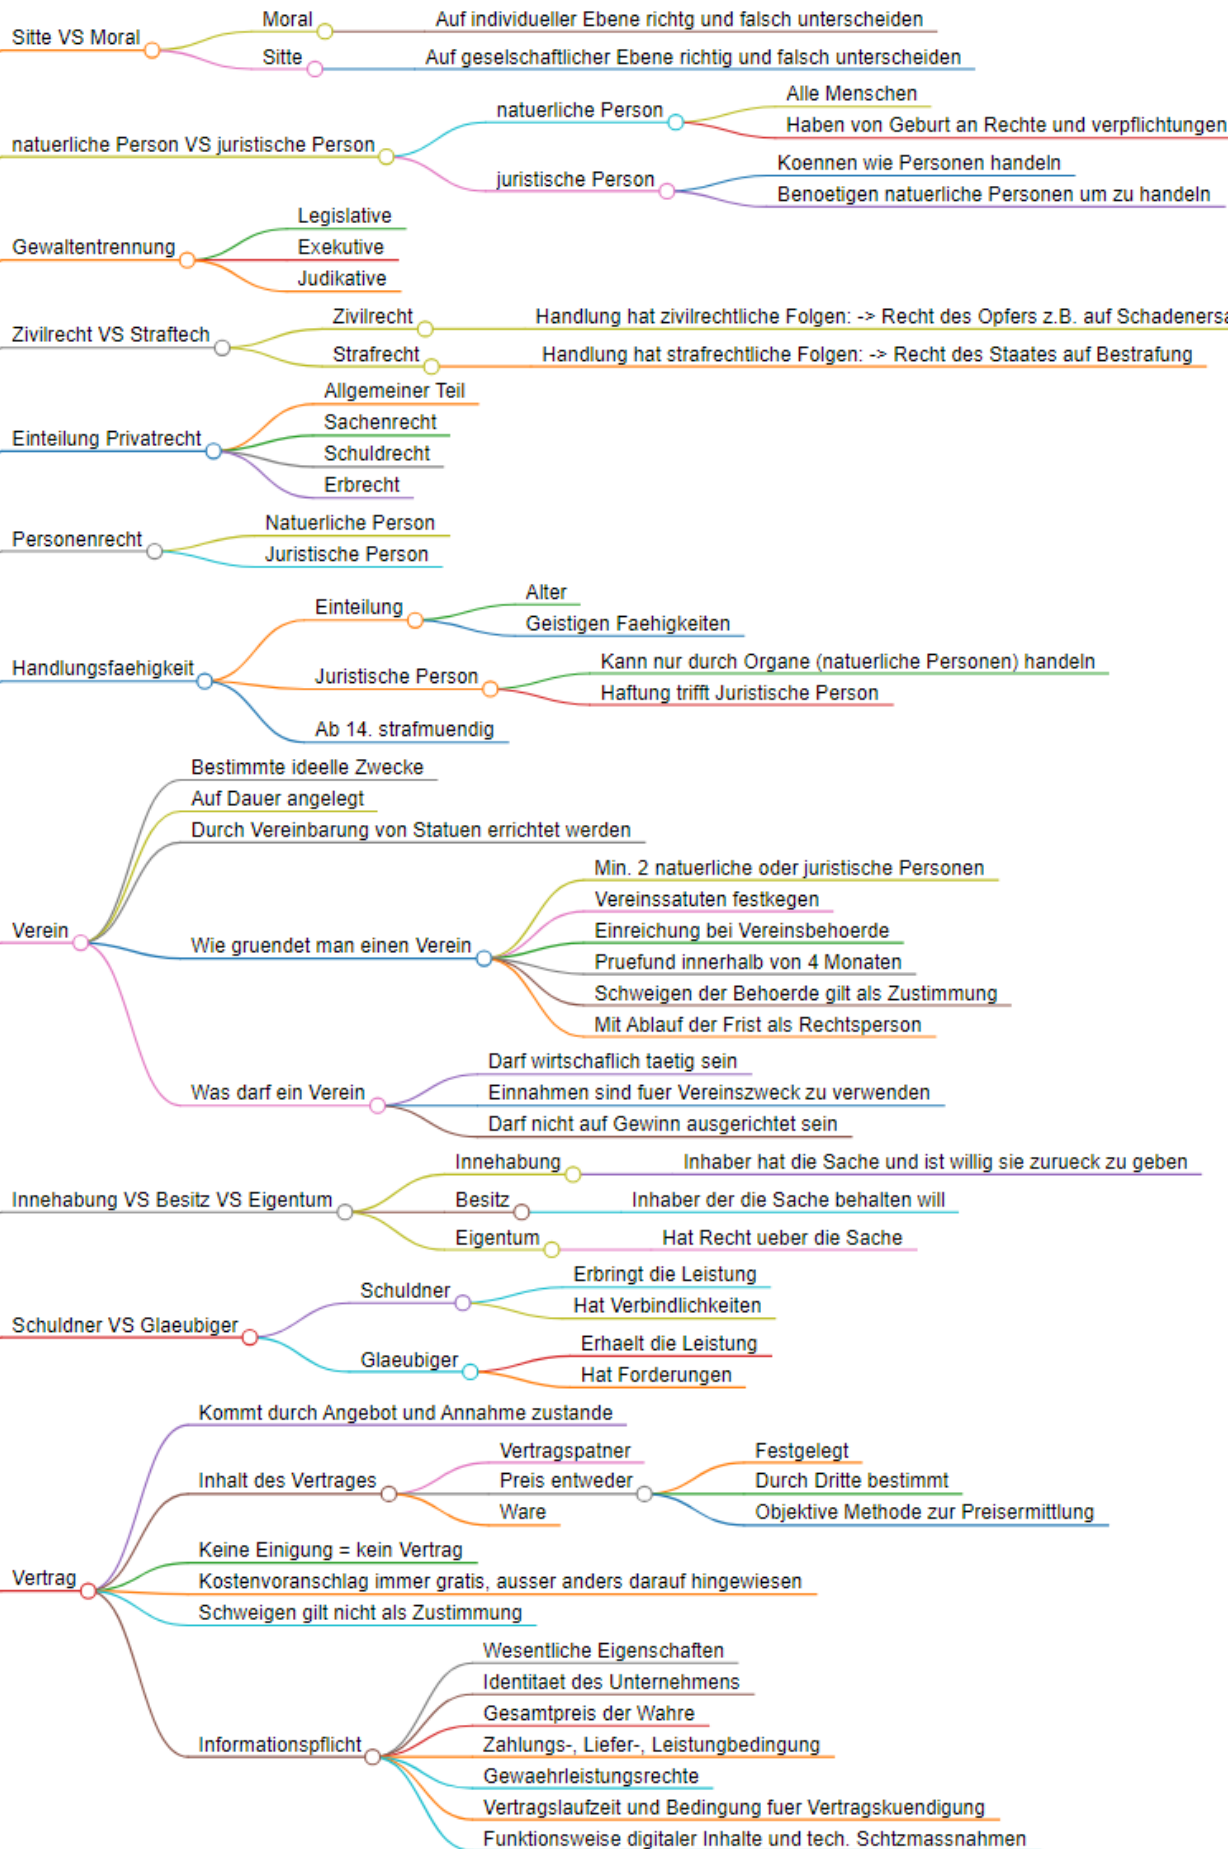 Sitte VS Moral
Moral
Auf individueller Ebene richtg und falsch unterscheiden
Sitte
Auf geselschaftlicher Ebene richtig und falsch unterscheiden
natuerliche Person VS juristische Person
natuerliche Person
Alle Menschen
Haben von Geburt an Rechte und verpflichtungen
juristische Person
Koennen wie Personen handeln
Benoetigen natuerliche Personen um zu handeln
Gewaltentrennung
Legislative
Exekutive
Judikative
Zivilrecht VS Straftech
Zivilrecht
Handlung hat zivilrechtliche Folgen: -> Recht des Opfers z.B. auf
Strafrecht
Handlung hat strafrechtliche Folgen: -> Recht des Staates auf Bestrafung
Einteilung Privatrecht
Allgemeiner Teil
Sachenrecht
Schuldrecht
Erbrecht
Personenrecht
Natuerliche Person
Juristische Person
Handlungsfaehigkeit
Einteilung
Alter
Geistigen Faehigkeiten
Juristische Person
Kann nur durch Organe (natuerliche Personen) handeln
Haftung trifft Juristische Person
Ab 14. strafmuendig
Verein
Bestimmte ideelle Zwecke
Auf Dauer angelegt
Durch Vereinbarung von Statuen errichtet werden
Wie gruendet man einen Verein
Min. 2 natuerliche oder juristische Personen
Vereinssatuten festkegen
Einreichung bei Vereinsbehoerde
Pruefund innerhalb von 4 Monaten
Schweigen der Behoerde gilt als Zustimmung
Mit Ablauf der Frist als Rechtsperson
Was darf ein Verein
Darf wirtschaflich taetig sein
Einnahmen sind fuer Vereinszweck zu verwenden
Darf nicht auf Gewinn ausgerichtet sein
Innehabung VS Besitz VS Eigentum
Innehabung
Inhaber hat die Sache und ist willig sie zurueck zu geben
Besitz
Inhaber der die Sache behalten will
Eigentum
Hat Recht ueber die Sache
Schuldner VS Glaeubiger
Schuldner
Erbringt die Leistung
Hat Verbindlichkeiten
Glaeubiger
Erhaelt die Leistung
Hat Forderungen
Vertrag
Kommt durch Angebot und Annahme zustande
Inhalt des Vertrages
Vertragspatner
Preis entweder
Festgelegt
Durch Dritte bestimmt
Objektive Methode zur Preisermittlung
Ware
Keine Einigung = kein Vertrag
Kostenvoranschlag immer gratis, ausser anders darauf hingewiesen
Schweigen gilt nicht als Zustimmung
Informationspflicht
Wesentliche Eigenschaften
Identitaet des Unternehmens
Gesamtpreis der Wahre
Zahlungs-, Liefer-, Leistungbedingung
Gewaehrleistungsrechte
Vertragslaufzeit und Bedingung fuer Vertragskuendigung
Funktionsweise digitaler Inhalte und tech. Schtzmassnahmen